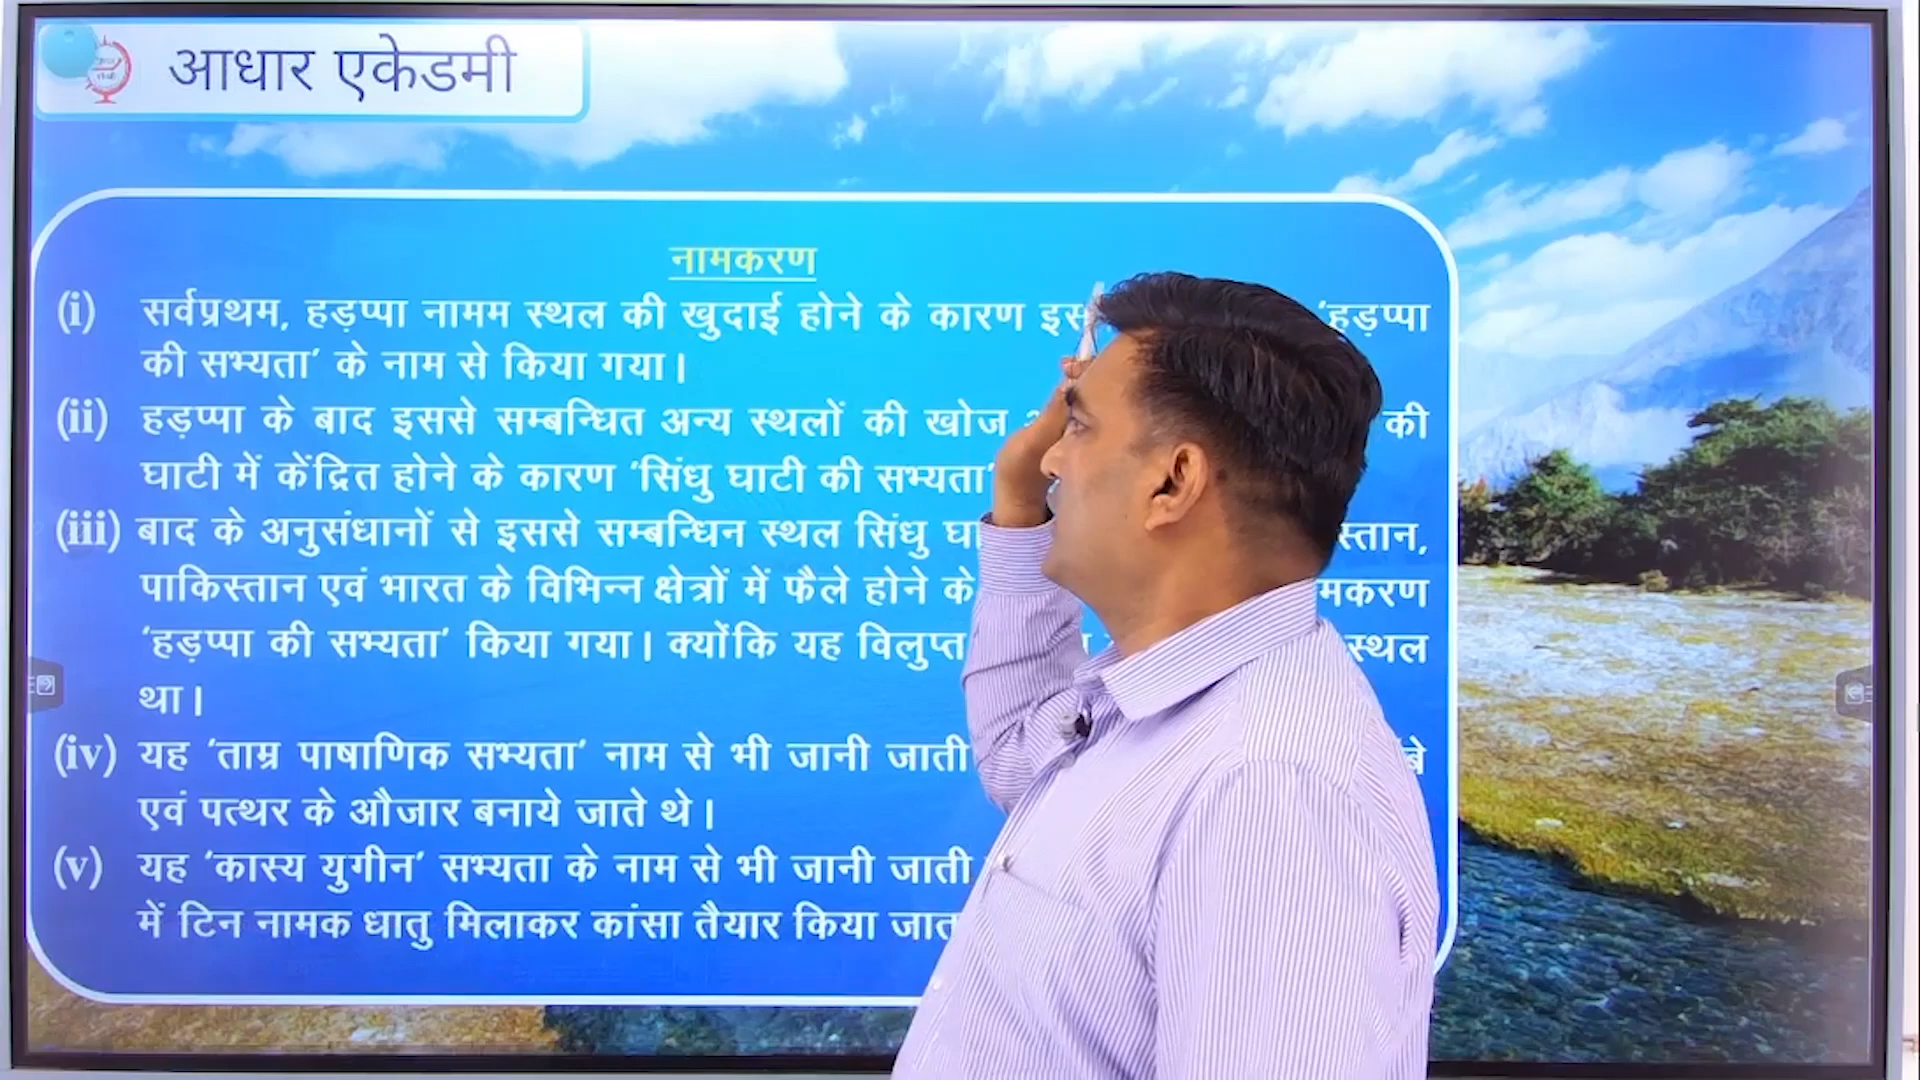 आधार एकेडमी
नामकरण
(i) सर्वप्रथम, हड़प्पा नामम स्थल की खुदाई होने के कारण 'हड़प्पा
की सभ्यता' के नाम से किया गया।
(ii) हड़प्पा के बाद इससे सम्बन्धित अन्य स्थलों की खोज की
घाटी में केंद्रित होने के कारण 'सिंधु घाटी की सभ्यता'
(iii) बाद के अनुसंधानों से इससे सम्बन्धिन स्थल सिंधु
पाकिस्तान एवं भारत के विभिन्न क्षेत्रों में फैले होने के
'हड़प्पा की सभ्यता' किया गया। क्योंकि यह विलुप्त स्थल
था।
(iv) यह 'ताम्र पाषाणिक सभ्यता' नाम से भी जानी जाती
एवं पत्थर के औजार बनाये जाते थे।
(v) यह 'कास्य युगीन' सभ्यता के नाम से भी जानी जाती
में टिन नामक धातु मिलाकर कांसा तैयार किया